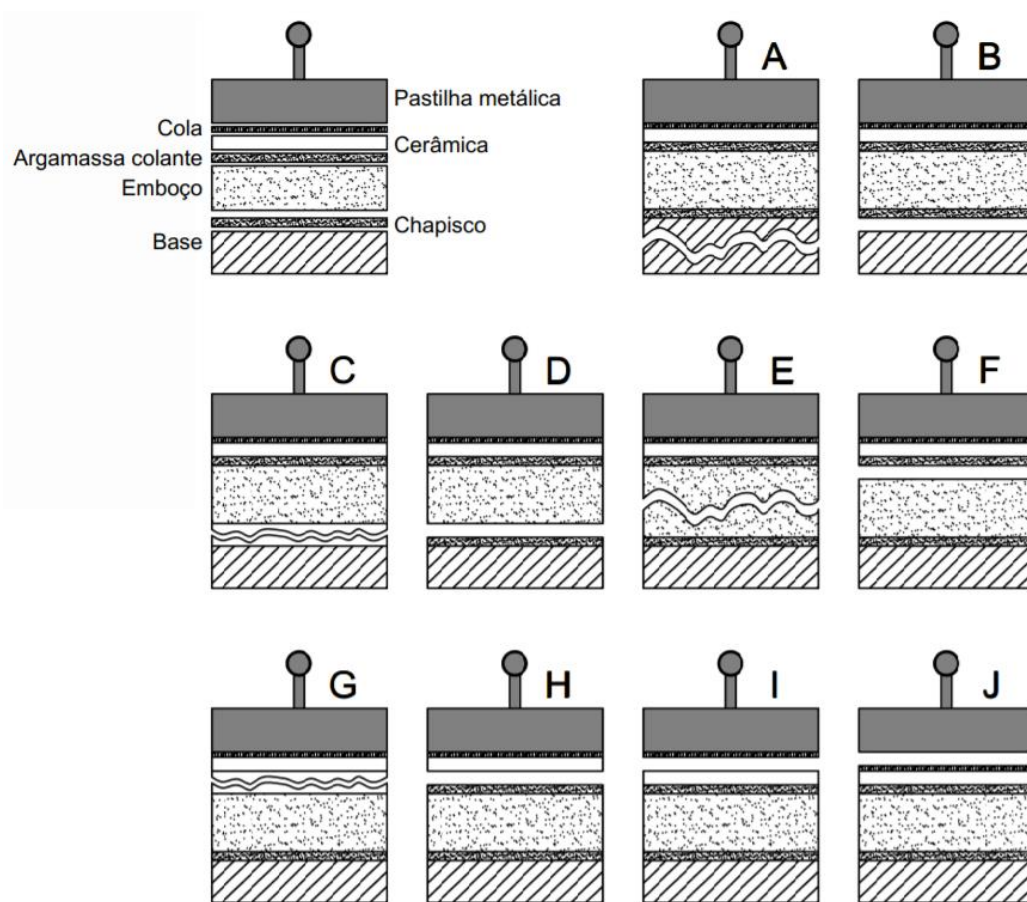 A
B
Pastilha metálica
Cola
Cerâmica
Argamassa colante
Emboço
Chapisco
Base
C
D
E
F
G
H
I
J